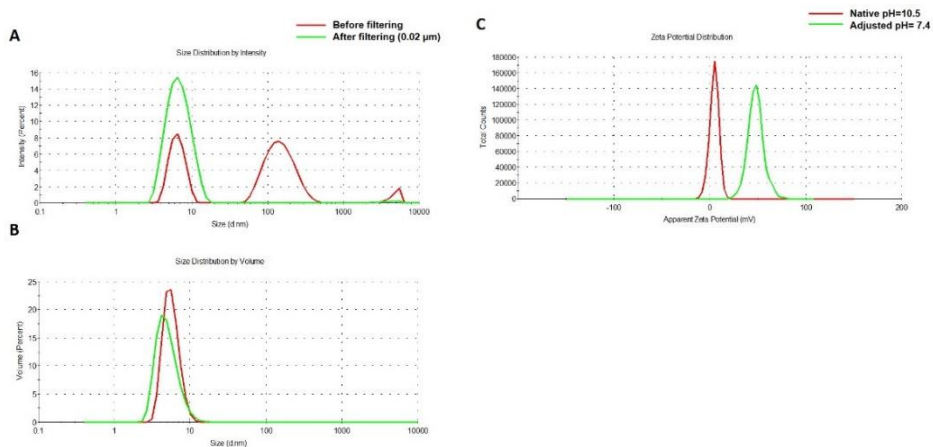 Before filtering
After filtering (0.02 µm)
A
Size Distribution by Intensity
16
14
12
10
8
6
4
2
0
Intensity (Percent)
0.1 1 10 100 1000 10000
Size (d.nm)
B
Size Distribution by Volume
25
20
15
10
5
0
Volume (Percent)
0.1 1 10 100 1000 10000
Size (d.nm)
Native pH=10.5
Adjusted pH= 7.4
C
Zeta Potential Distribution
180000
160000
140000
120000
100000
80000
60000
40000
20000
0
Total Counts
-100 0 100 200
Apparent Zeta Potential (mV)